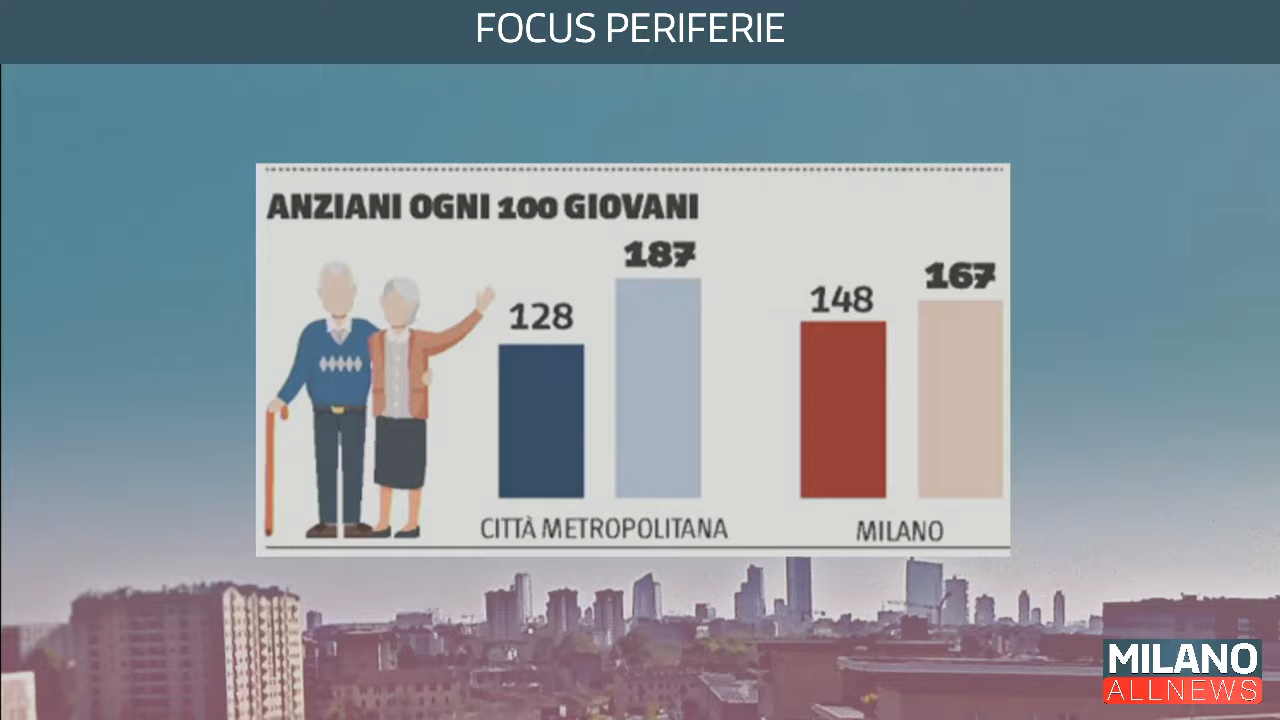 FOCUS PERIFERIE
ANZIANI OGNI 100 GIOVANI
128
187
148
167
CITTÀ METROPOLITANA
MILANO
MILANO
ALLNEWS